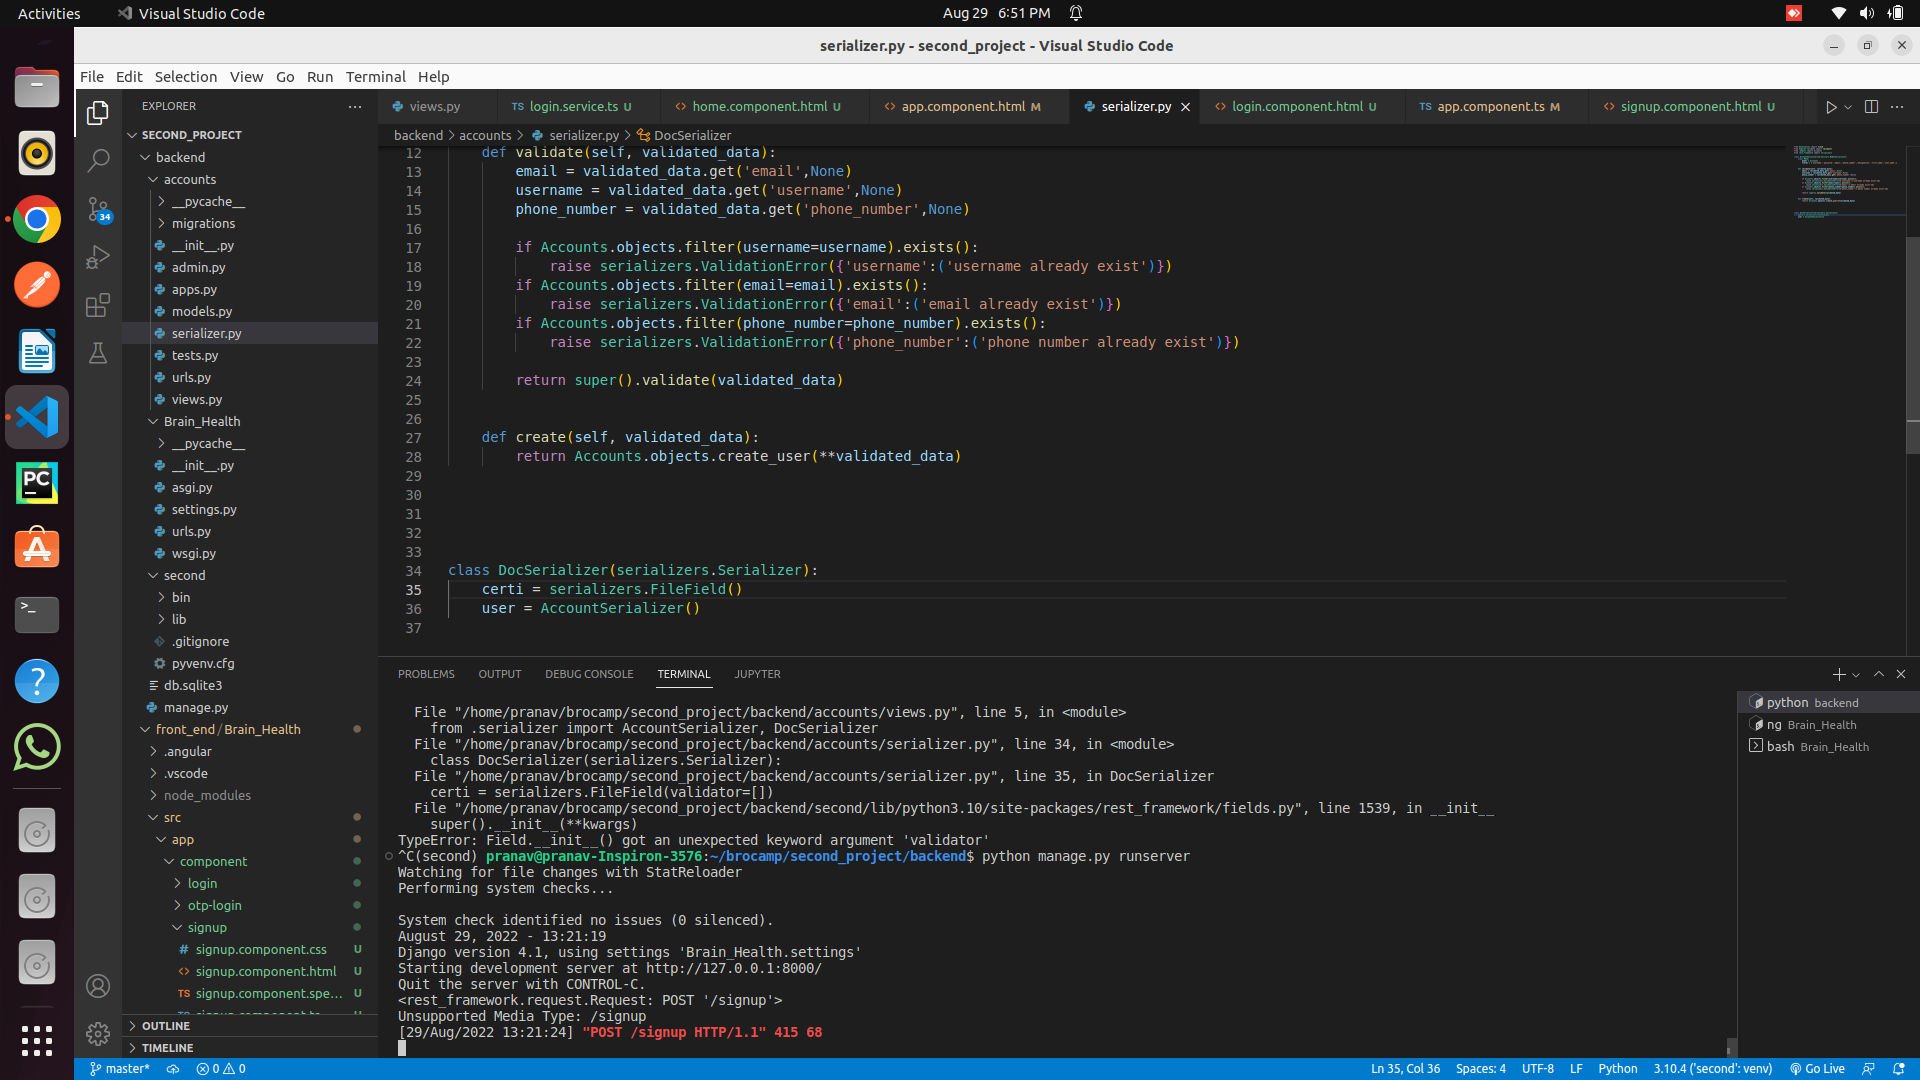 Activities
Visual Studio Code
Aug 29 6:51 PM
serializer.py - second_project - Visual Studio Code
File Edit Selection View Go Run Terminal Help
EXPLORER
SECOND_PROJECT
backend
accounts
__pycache__
migrations
__init__.py
admin.py
apps.py
models.py
serializer.py
tests.py
urls.py
views.py
Brain_Health
__pycache__
__init__.py
asgi.py
settings.py
urls.py
wsgi.py
second
bin
lib
.gitignore
pyvenv.cfg
db.sqlite3
manage.py
front_end/Brain_Health
.angular
.vscode
node_modules
src
app
component
login
otp-login
signup
signup.component.css U
signup.component.html U
TS signup.component.spe... U
OUTLINE
TIMELINE
34
PC
views.py
TS login.service.ts U
home.component.html U
app.component.html M
serializer.py
login.component.html U
TS app.component.ts M
signup.component.html U
backend > accounts > serializer.py > DocSerializer
12 def validate(self, validated_data):
13 email = validated_data.get('email',None)
14 username = validated_data.get('username',None)
15 phone_number = validated_data.get('phone_number',None)
16
17 if Accounts.objects.filter(username=username).exists():
18 raise serializers.ValidationError({'username':('username already exist')})
19 if Accounts.objects.filter(email=email).exists():
20 raise serializers.ValidationError({'email':('email already exist')})
21 if Accounts.objects.filter(phone_number=phone_number).exists():
22 raise serializers.ValidationError({'phone_number':('phone number already exist')})
23
24 return super().validate(validated_data)
25
26
27 def create(self, validated_data):
28 return Accounts.objects.create_user(**validated_data)
29
30
31
32
33
34 class DocSerializer(serializers.Serializer):
35 certi = serializers.FileField()
36 user = AccountSerializer()
37
PROBLEMS OUTPUT DEBUG CONSOLE TERMINAL JUPYTER
File "/home/pranav/brocamp/second_project/backend/accounts/views.py", line 5, in <module>
from .serializer import AccountSerializer, DocSerializer
File "/home/pranav/brocamp/second_project/backend/accounts/serializer.py", line 34, in <module>
class DocSerializer(serializers.Serializer):
File "/home/pranav/brocamp/second_project/backend/accounts/serializer.py", line 35, in DocSerializer
certi = serializers.FileField(validator=[])
File "/home/pranav/brocamp/second_project/backend/second/lib/python3.10/site-packages/rest_framework/fields.py", line 1539, in __init__
super().__init__(**kwargs)
TypeError: Field.__init__() got an unexpected keyword argument 'validator'
^C(second) pranav@pranav-Inspiron-3576:~/brocamp/second_project/backend$ python manage.py runserver
Watching for file changes with StatReloader
Performing system checks...
System check identified no issues (0 silenced).
August 29, 2022 - 13:21:19
Django version 4.1, using settings 'Brain_Health.settings'
Starting development server at http://127.0.0.1:8000/
Quit the server with CONTROL-C.
<rest_framework.request.Request: POST '/signup'>
Unsupported Media Type: /signup
[29/Aug/2022 13:21:24] "POST /signup HTTP/1.1" 415 68
python backend
ng Brain_Health
bash Brain_Health
master*
0 0
Ln 35, Col 36 Spaces: 4 UTF-8 LF Python 3.10.4 ('second': venv) Go Live